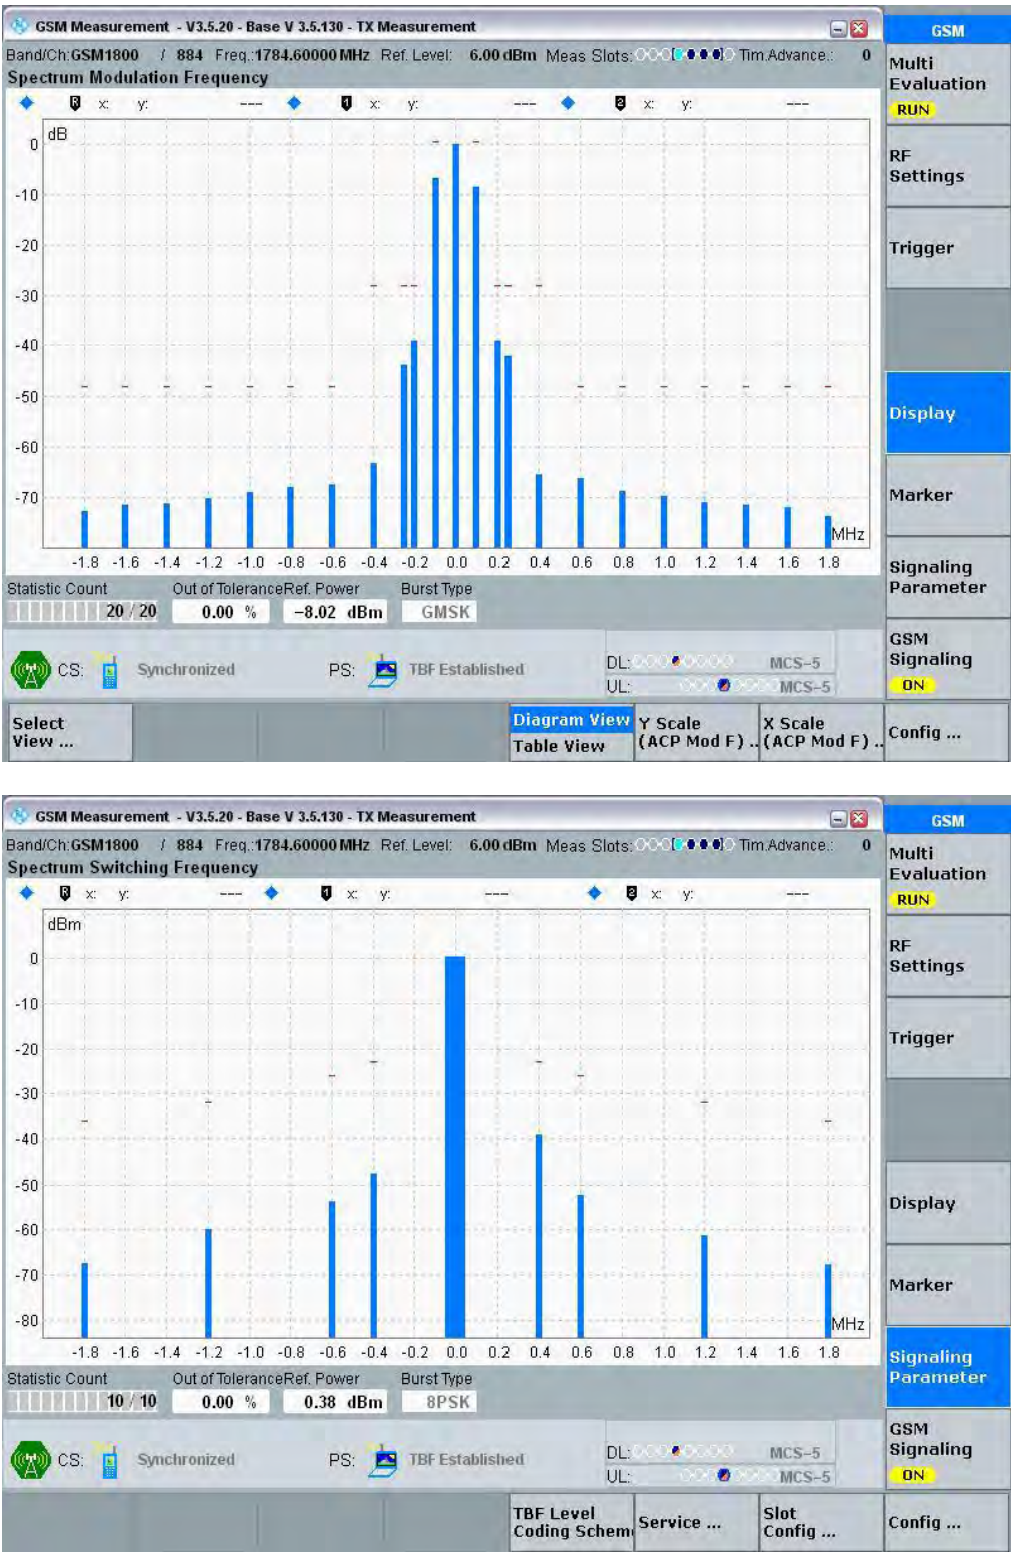 GSM Measurement - V3.5.20 - Base V 3.5.130 - TX Measurement
GSM
Band/Ch:GSM1800 / 884 Freq.:1784.60000 MHz Ref. Level: 6.00 dBm Meas Slots: Tim.Advance.: 0
Spectrum Modulation Frequency
R x: y: --- 1 x: y: --- 2 x: y: ---
dB
0
-10
-20
-30
-40
-50
-60
-70
MHz
-1.8 -1.6 -1.4 -1.2 -1.0 -0.8 -0.6 -0.4 -0.2 0.0 0.2 0.4 0.6 0.8 1.0 1.2 1.4 1.6 1.8
Statistic Count Out of Tolerance Ref. Power Burst Type
20 / 20 0.00 % −8.02 dBm GMSK
CS: Synchronized PS: TBF Established
DL: MCS–5
UL: MCS–5
Multi
Evaluation
RUN
RF
Settings
Trigger
Display
Marker
Signaling
Parameter
GSM
Signaling
ON
Select
View ...
Diagram View
Table View
Y Scale
(ACP Mod F) ..
X Scale
(ACP Mod F) ..
Config ...
GSM Measurement - V3.5.20 - Base V 3.5.130 - TX Measurement
GSM
Band/Ch:GSM1800 / 884 Freq.:1784.60000 MHz Ref. Level: 6.00 dBm Meas Slots: Tim.Advance.: 0
Spectrum Switching Frequency
R x: y: --- 1 x: y: --- 2 x: y: ---
dBm
0
-10
-20
-30
-40
-50
-60
-70
-80
MHz
-1.8 -1.6 -1.4 -1.2 -1.0 -0.8 -0.6 -0.4 -0.2 0.0 0.2 0.4 0.6 0.8 1.0 1.2 1.4 1.6 1.8
Statistic Count Out of Tolerance Ref. Power Burst Type
10 / 10 0.00 % 0.38 dBm 8PSK
CS: Synchronized PS: TBF Established
DL: MCS–5
UL: MCS–5
Multi
Evaluation
RUN
RF
Settings
Trigger
Display
Marker
Signaling
Parameter
GSM
Signaling
ON
TBF Level
Coding Schem
Service ...
Slot
Config ...
Config ...